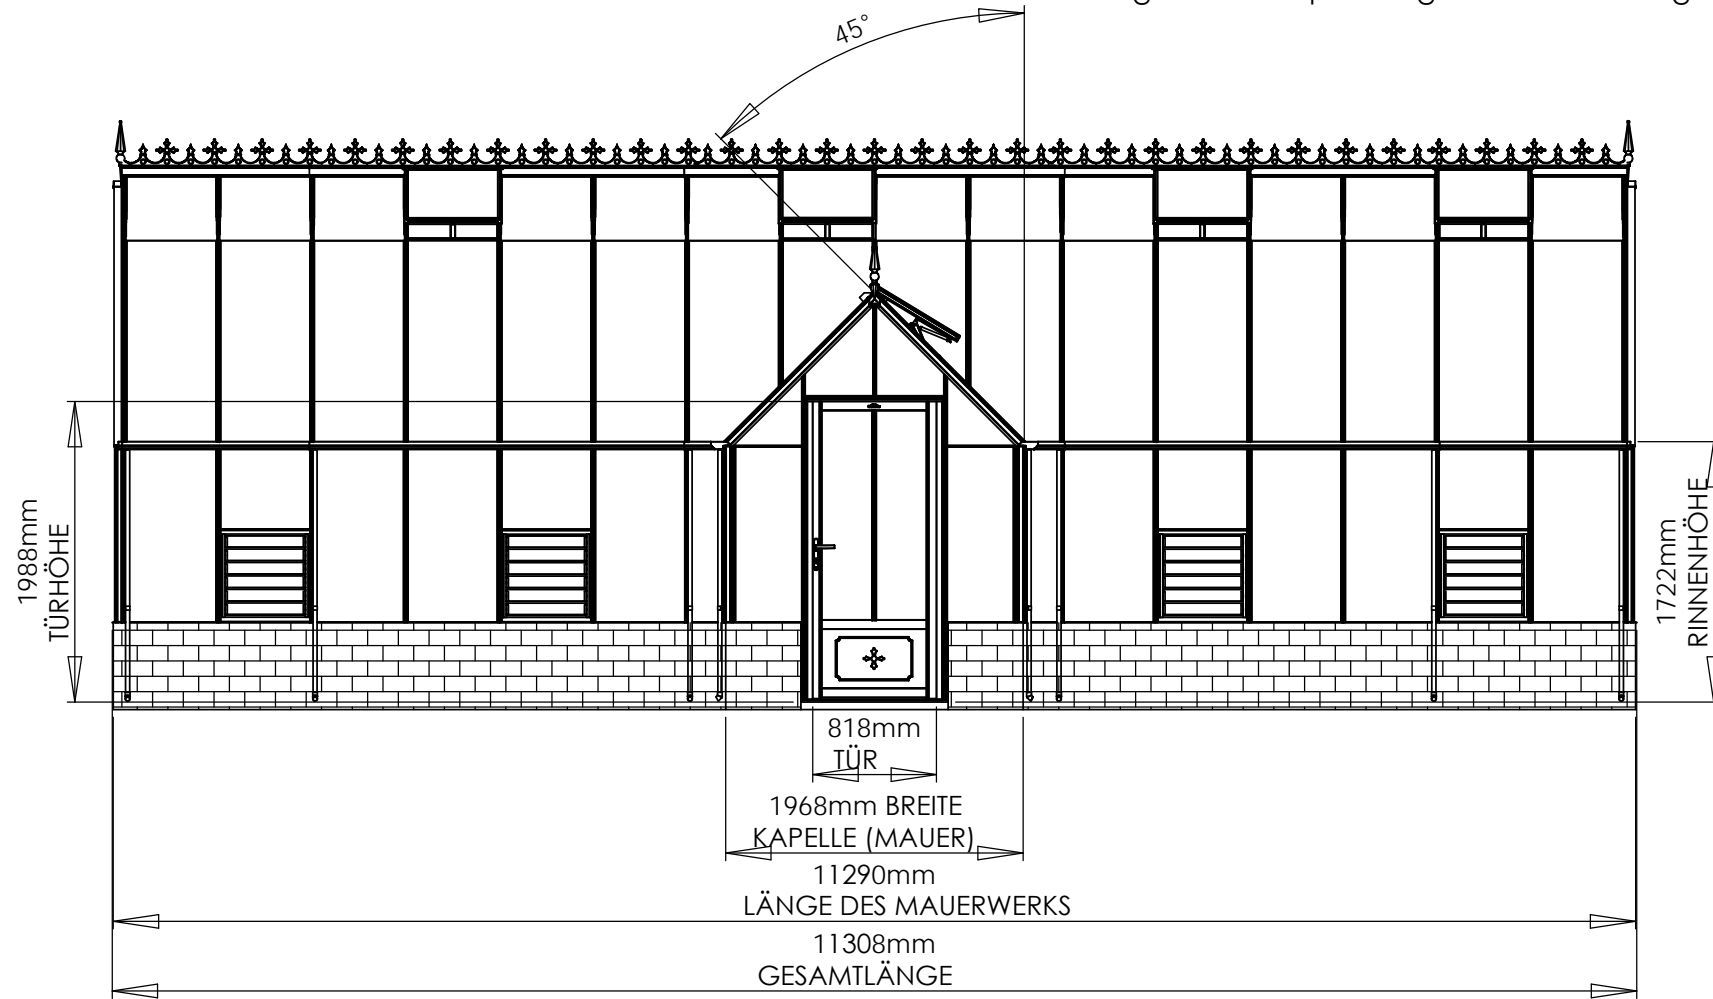 45°
1988mm
TÜRHÖHE
1722mm
RINNENHÖHE
818mm
TÜR
1968mm BREITE
KAPELLE (MAUER)
11290mm
LÄNGE DES MAUERWERKS
11308mm
GESAMTLÄNGE